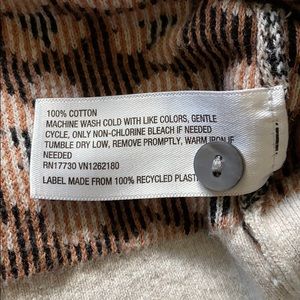 100% COTTON
MACHINE WASH COLD WITH LIKE COLORS, GENTLE
CYCLE, ONLY NON-CHLORINE BLEACH IF NEEDED
TUMBLE DRY LOW, REMOVE PROMPTLY, WARM IRON IF
NEEDED
RN17730 VN1262180
LABEL MADE FROM 100% RECYCLED PLAST